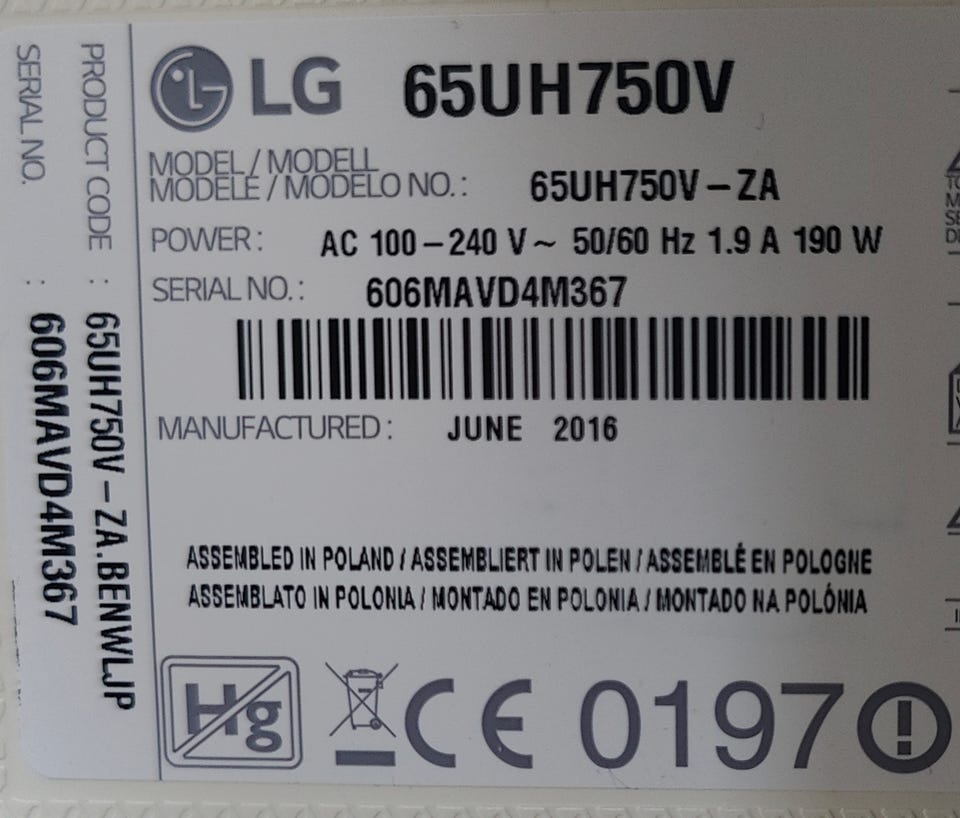 LG 65UH750V
MODEL / MODELL
MODÈLE / MODELO NO. : 65UH750V – ZA
POWER : AC 100 – 240 V ~ 50/60 Hz 1.9 A 190 W
SERIAL NO. : 606MAVD4M367
MANUFACTURED : JUNE 2016
ASSEMBLED IN POLAND / ASSEMBLIERT IN POLEN / ASSEMBLÉ EN POLOGNE
ASSEMBLATO IN POLONIA / MONTADO EN POLONIA / MONTADO NA POLÓNIA
Hg CE 0197 !
PRODUCT CODE : 65UH750V – ZA.BENWLJP
SERIAL NO. : 606MAVD4M367